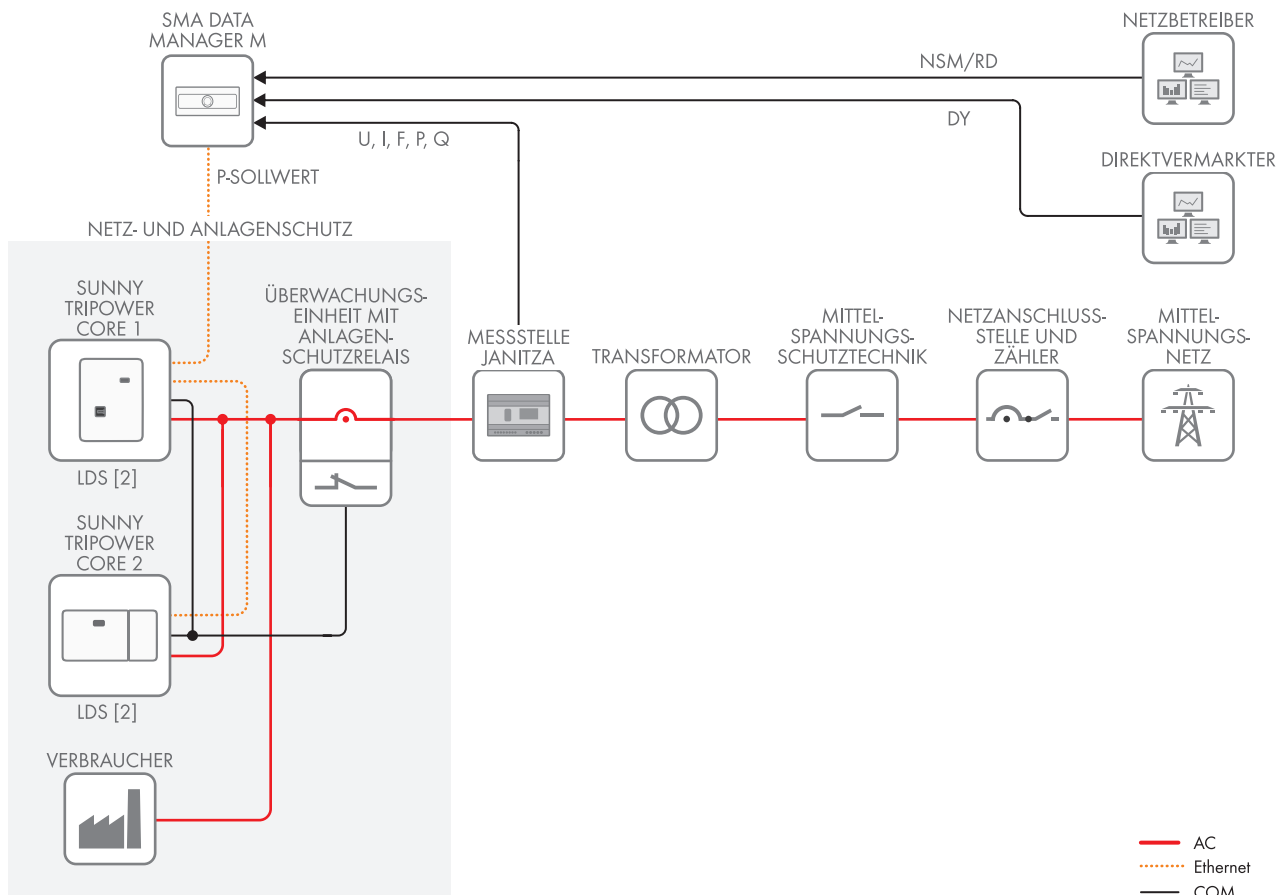 SMA DATA
MANAGER M
NETZBETREIBER
NSM/RD
DY
U, I, F, P, Q
DIREKTVERMARKTER
P-SOLLWERT
NETZ- UND ANLAGENSCHUTZ
SUNNY
TRIPOWER
CORE 1
LDS [2]
ÜBERWACHUNGS-
EINHEIT MIT
ANLAGEN-
SCHUTZRELAIS
MESSSTELLE
JANITZA
TRANSFORMATOR
MITTEL-
SPANNUNGS-
SCHUTZTECHNIK
NETZANSCHLUSS-
STELLE UND
ZÄHLER
MITTEL-
SPANNUNGS-
NETZ
SUNNY
TRIPOWER
CORE 2
LDS [2]
VERBRAUCHER
AC
Ethernet
COM